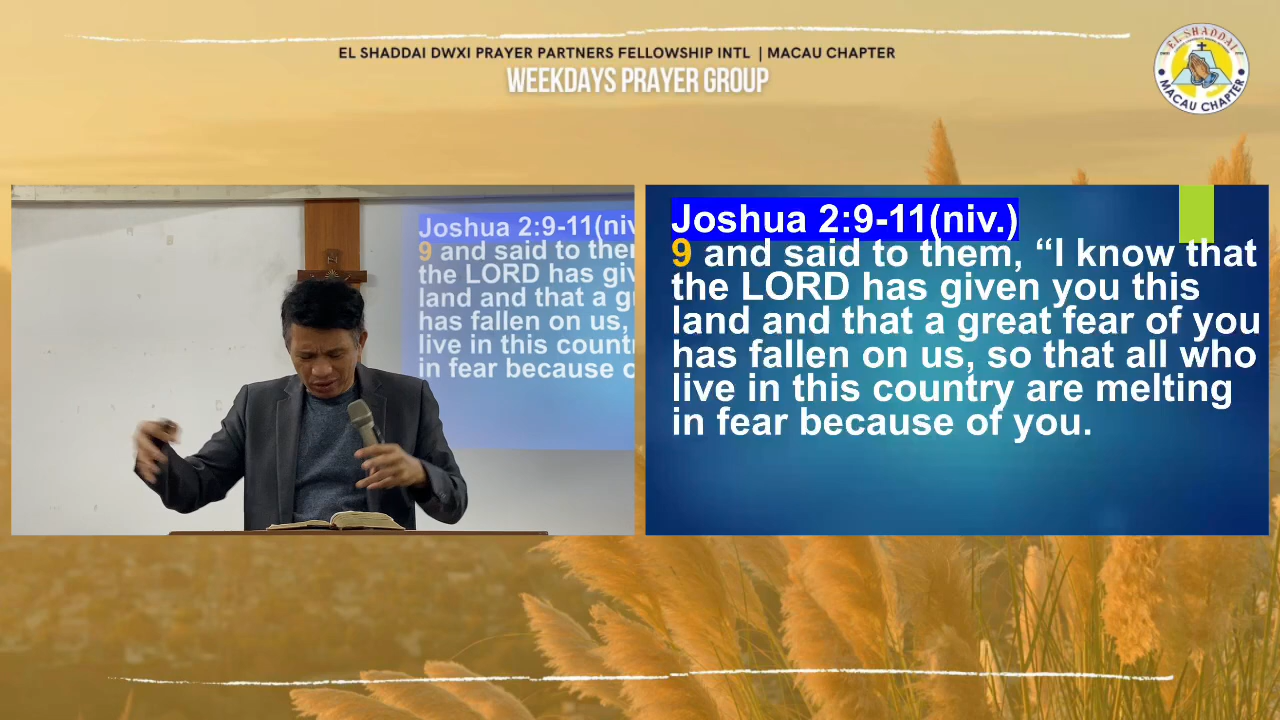 EL SHADDAI DWXI PRAYER PARTNERS FELLOWSHIP INTL | MACAU CHAPTER
WEEKDAYS PRAYER GROUP
EL SHADDAI
MACAU CHAPTER
Joshua 2:9-11(niv
9 and said to them
the LORD has giv
land and that a g
has fallen on us,
live in this countr
in fear because o
Joshua 2:9-11(niv.)
9 and said to them, “I know that
the LORD has given you this
land and that a great fear of you
has fallen on us, so that all who
live in this country are melting
in fear because of you.